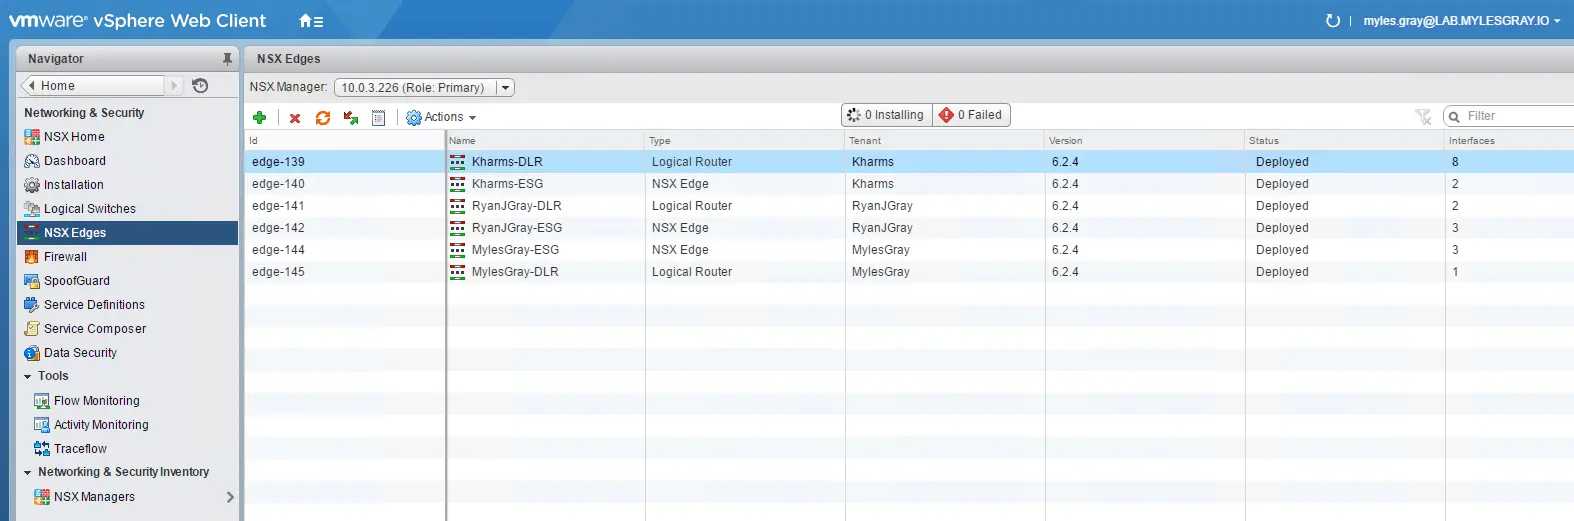 vmware® vSphere Web Client
myles.gray@LAB.MYLESGRAY.IO
Navigator
Home
Networking & Security
NSX Home
Dashboard
Installation
Logical Switches
NSX Edges
Firewall
SpoofGuard
Service Definitions
Service Composer
Data Security
Tools
Flow Monitoring
Activity Monitoring
Traceflow
Networking & Security Inventory
NSX Managers
NSX Edges
NSX Manager: 10.0.3.226 (Role: Primary)
Actions 0 Installing 0 Failed Filter
Id Name Type Tenant Version Status Interfaces
edge-139 Kharms-DLR Logical Router Kharms 6.2.4 Deployed 8
edge-140 Kharms-ESG NSX Edge Kharms 6.2.4 Deployed 2
edge-141 RyanJGray-DLR Logical Router RyanJGray 6.2.4 Deployed 2
edge-142 RyanJGray-ESG NSX Edge RyanJGray 6.2.4 Deployed 3
edge-144 MylesGray-ESG NSX Edge MylesGray 6.2.4 Deployed 3
edge-145 MylesGray-DLR Logical Router MylesGray 6.2.4 Deployed 1